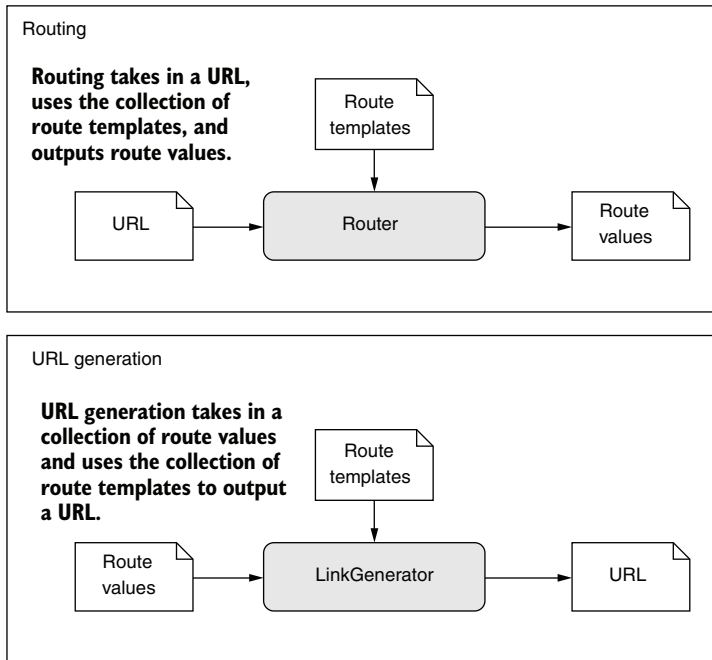 Routing
Routing takes in a URL,
uses the collection of
route templates, and
outputs route values.
Route
templates
URL
Router
Route
values
URL generation
URL generation takes in a
collection of route values
and uses the collection of
route templates to output
a URL.
Route
templates
Route
values
LinkGenerator
URL